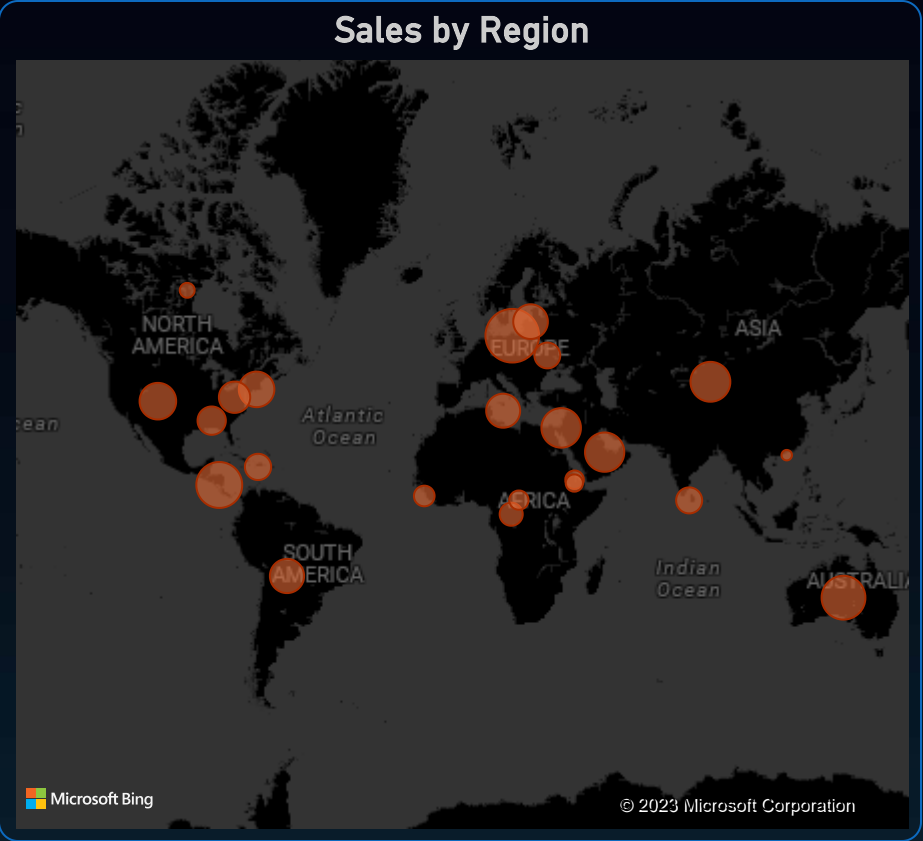 Sales by Region
NORTH
AMERICA
EUROPE
ASIA
Atlantic
Ocean
cean
AFRICA
SOUTH
AMERICA
Indian
Ocean
AUSTRALIA
Microsoft Bing
© 2023 Microsoft Corporation